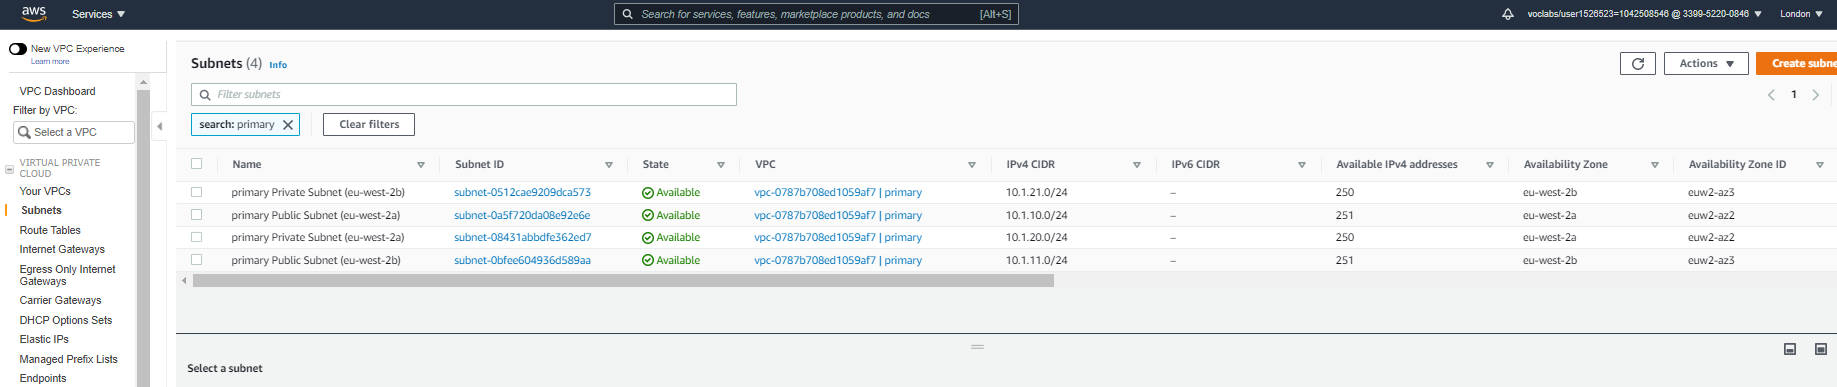 aws Services ▼ Search for services, features, marketplace products, and docs [Alt+S] voclabs/user1526523=1042508546 @ 3399-5220-0846 ▼ London ▼
New VPC Experience
Learn more
VPC Dashboard
Filter by VPC:
Select a VPC
VIRTUAL PRIVATE
CLOUD
Your VPCs
Subnets
Route Tables
Internet Gateways
Egress Only Internet
Gateways
Carrier Gateways
DHCP Options Sets
Elastic IPs
Managed Prefix Lists
Endpoints
Subnets (4) Info Actions ▼ Create subne
Filter subnets 1
search: primary Clear filters
Name Subnet ID State VPC IPv4 CIDR IPv6 CIDR Available IPv4 addresses Availability Zone Availability Zone ID
primary Private Subnet (eu-west-2b) subnet-0512cae9209dca573 Available vpc-0787b708ed1059af7 | primary 10.1.21.0/24 – 250 eu-west-2b euw2-az3
primary Public Subnet (eu-west-2a) subnet-0a5f720da08e92e6e Available vpc-0787b708ed1059af7 | primary 10.1.10.0/24 – 251 eu-west-2a euw2-az2
primary Private Subnet (eu-west-2a) subnet-08431abbdfe362ed7 Available vpc-0787b708ed1059af7 | primary 10.1.20.0/24 – 250 eu-west-2a euw2-az2
primary Public Subnet (eu-west-2b) subnet-0bfee604936d589aa Available vpc-0787b708ed1059af7 | primary 10.1.11.0/24 – 251 eu-west-2b euw2-az3
Select a subnet